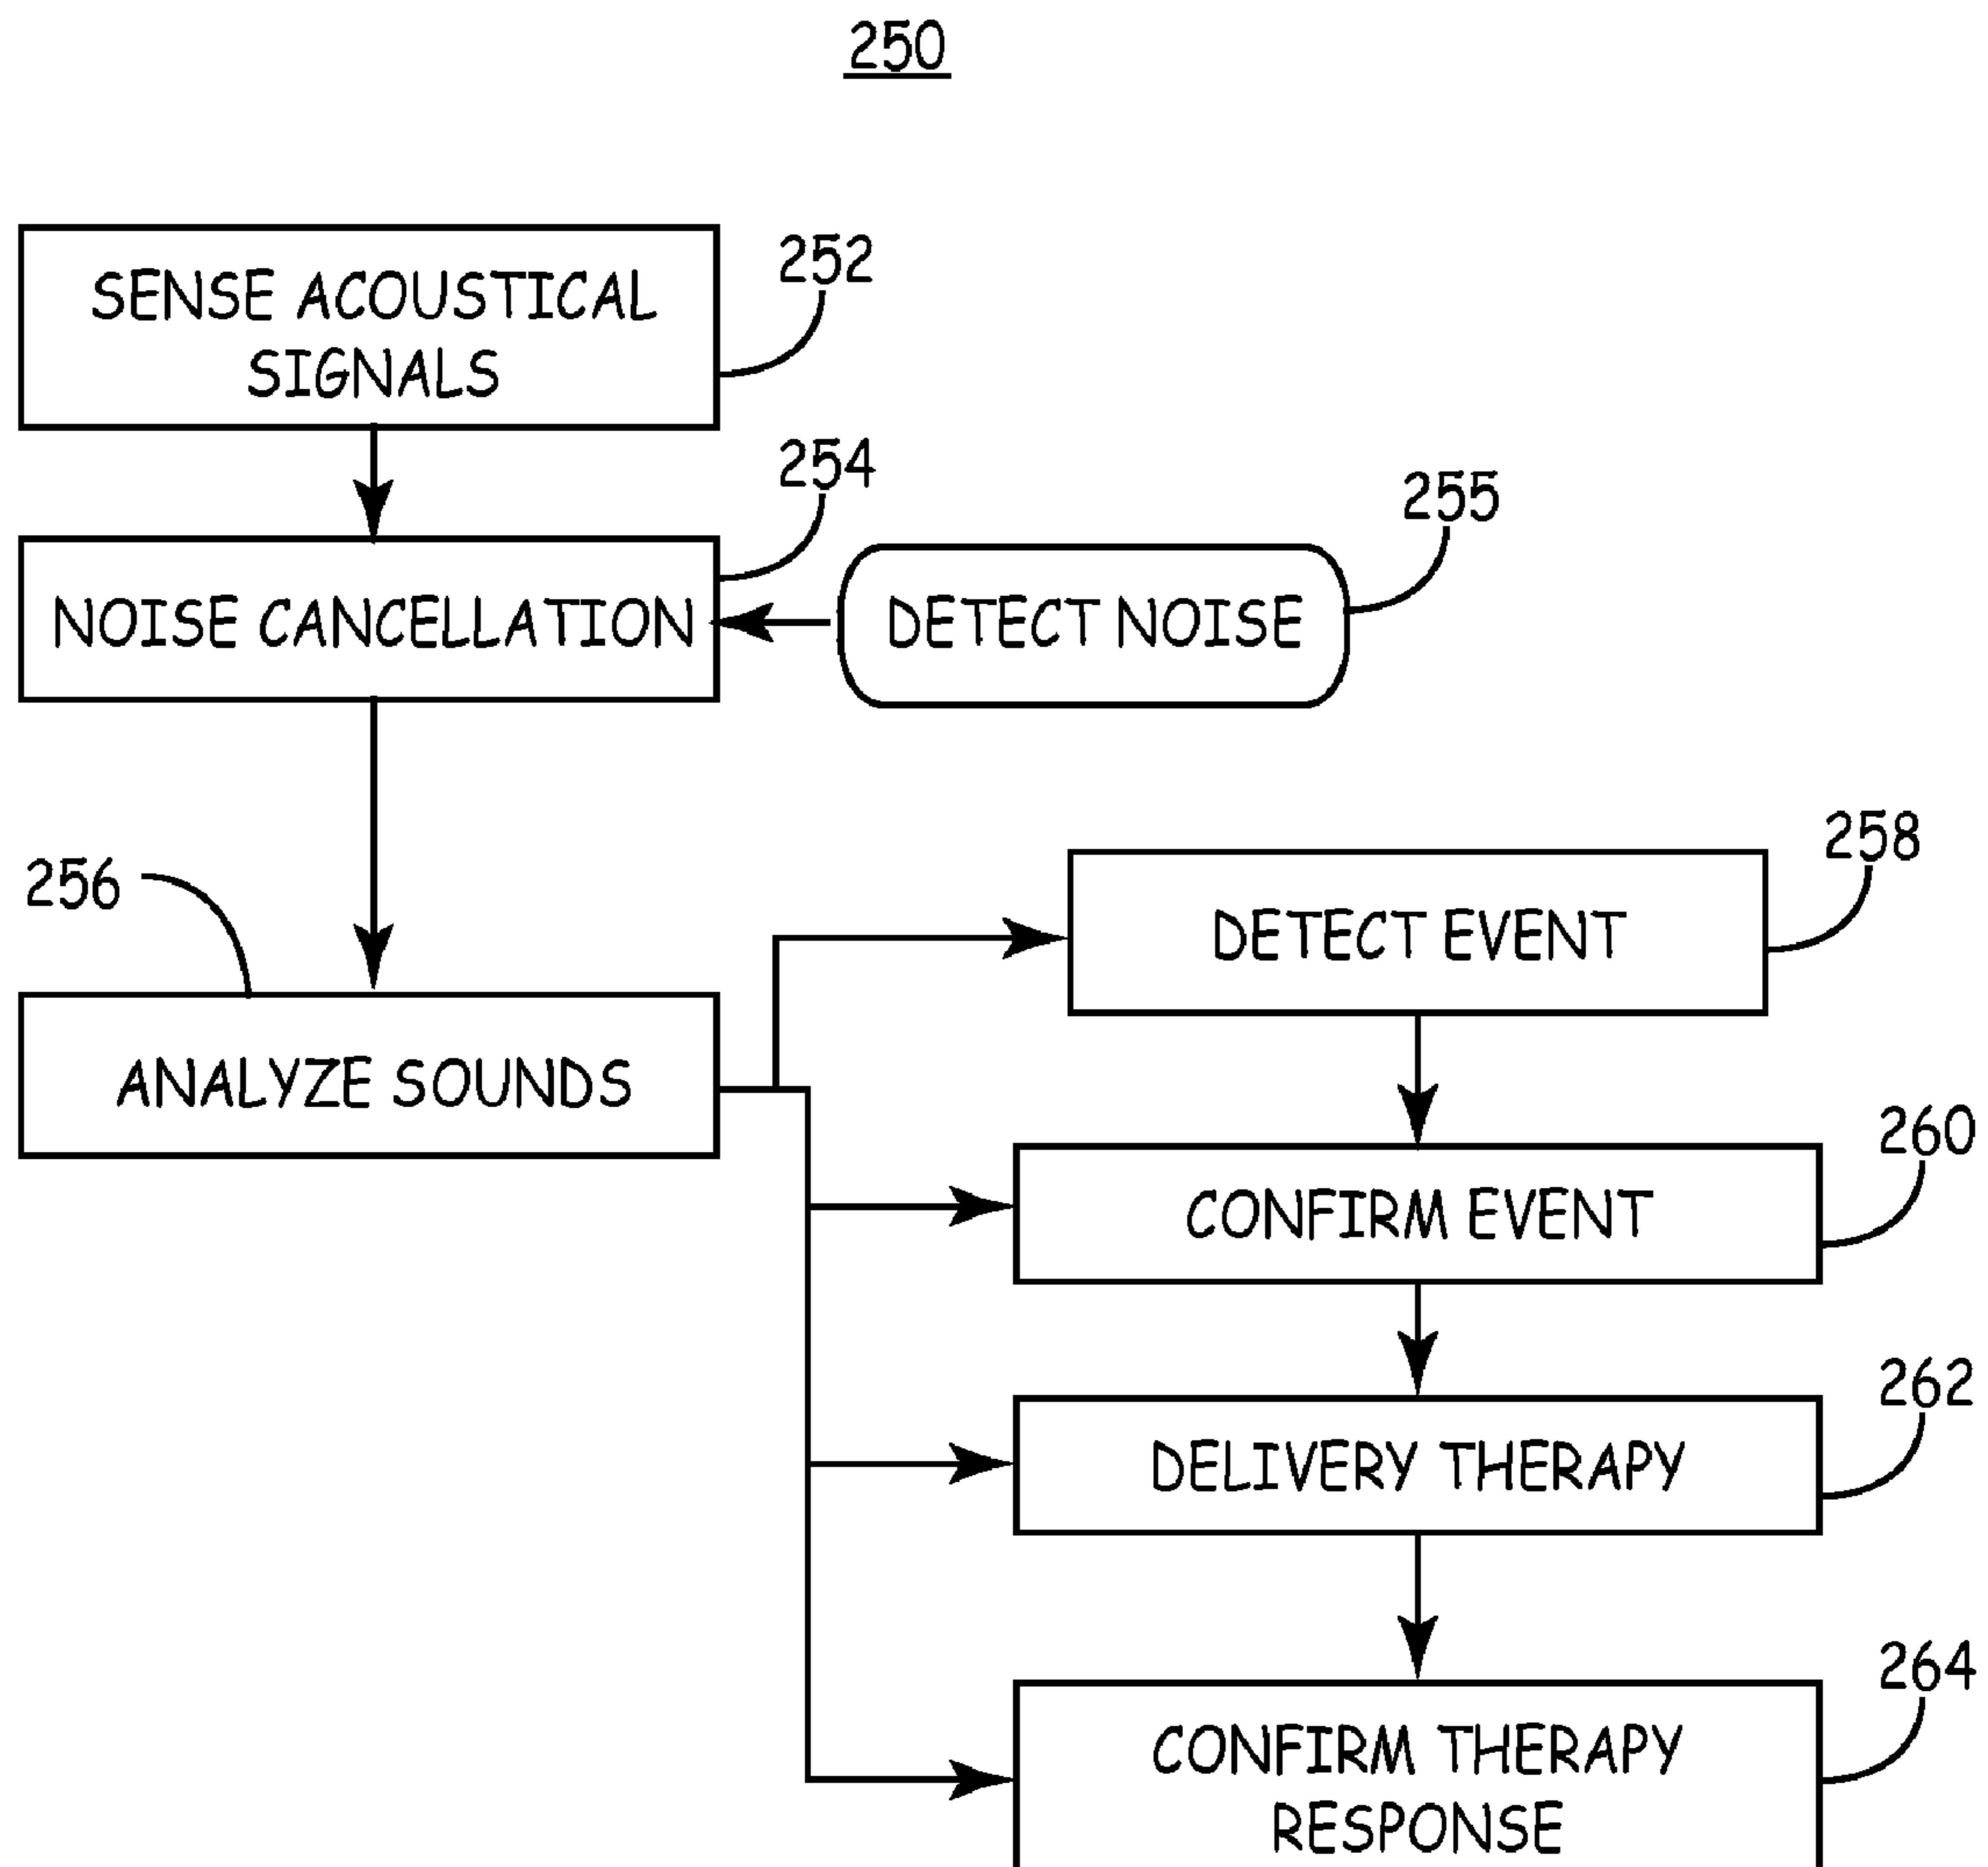 250
252
SENSE ACOUSTICAL
SIGNALS
254
255
NOISE CANCELLATION
DETECT NOISE
258
256
DETECT EVENT
ANALYZE SOUNDS
260
CONFIRM EVENT
262
DELIVERY THERAPY
264
CONFIRM THERAPY
RESPONSE